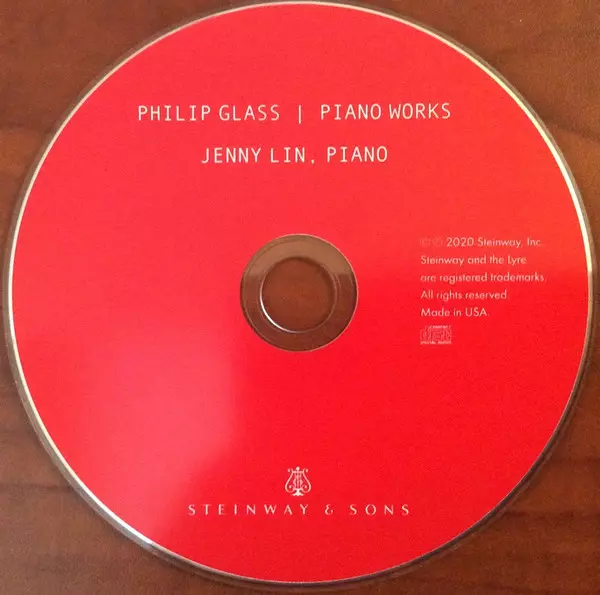 PHILIP GLASS | PIANO WORKS
JENNY LIN, PIANO
℗© 2020 Steinway, Inc.
Steinway and the Lyre
are registered trademarks.
All rights reserved.
Made in USA.
STEINWAY & SONS